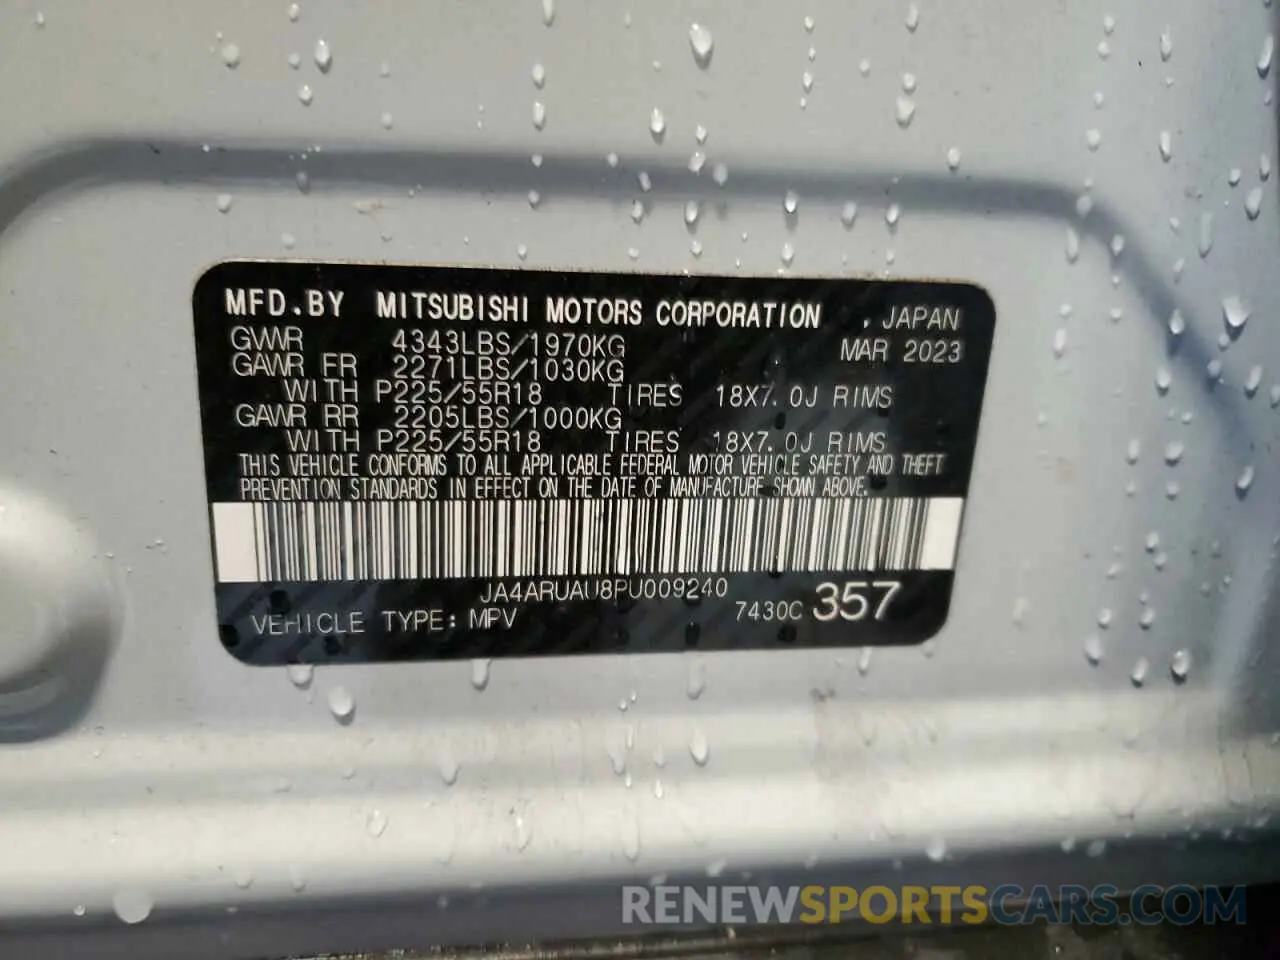 MFD.BY MITSUBISHI MOTORS CORPORATION , JAPAN
GVWR 4343LBS/1970KG MAR 2023
GAWR FR 2271LBS/1030KG
WITH P225/55R18 TIRES 18X7.0J RIMS
GAWR RR 2205LBS/1000KG
WITH P225/55R18 TIRES 18X7.0J RIMS
THIS VEHICLE CONFORMS TO ALL APPLICABLE FEDERAL MOTOR VEHICLE SAFETY AND THEFT
PREVENTION STANDARDS IN EFFECT ON THE DATE OF MANUFACTURE SHOWN ABOVE.
JA4ARUAU8PU009240
VEHICLE TYPE: MPV 7430C 357
RENEWSPORTSCARS.COM